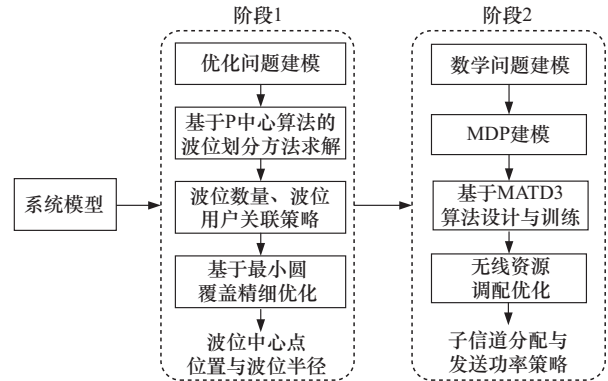 阶段1
阶段2
优化问题建模
基于P中心算法的
波位划分方法求解
波位数量、波位
用户关联策略
基于最小圆
覆盖精细优化
波位中心点
位置与波位半径
系统模型
数学问题建模
MDP建模
基于MATD3
算法设计与训练
无线资源
调配优化
子信道分配与
发送功率策略